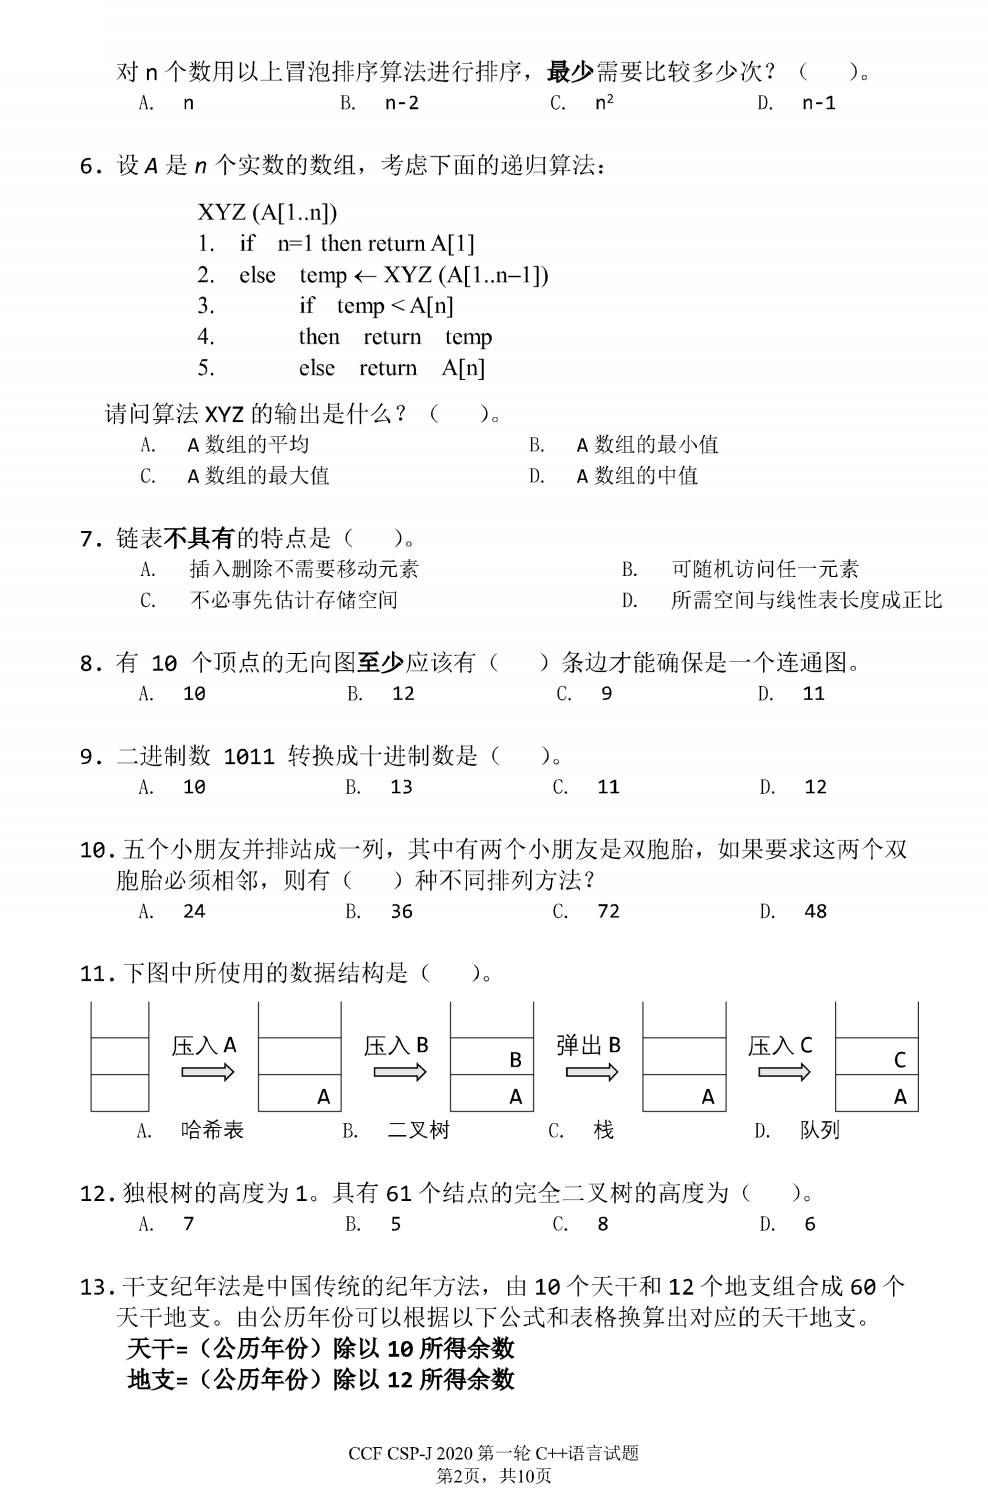 对 n 个数用以上冒泡排序算法进行排序，最少需要比较多少次？（　　）。
A. n　B. n-2　C. n²　D. n-1
6. 设 A 是 n 个实数的数组，考虑下面的递归算法：
XYZ (A[1..n])
1. if n=1 then return A[1]
2. else temp ← XYZ (A[1..n–1])
3. if temp < A[n]
4. then return temp
5. else return A[n]
请问算法 XYZ 的输出是什么？（　　）。
A. A 数组的平均　B. A 数组的最小值
C. A 数组的最大值　D. A 数组的中值
7. 链表不具有的特点是（　　）。
A. 插入删除不需要移动元素　B. 可随机访问任一元素
C. 不必事先估计存储空间　D. 所需空间与线性表长度成正比
8. 有 10 个顶点的无向图至少应该有（　　）条边才能确保是一个连通图。
A. 10　B. 12　C. 9　D. 11
9. 二进制数 1011 转换成十进制数是（　　）。
A. 10　B. 13　C. 11　D. 12
10. 五个小朋友并排站成一列，其中有两个小朋友是双胞胎，如果要求这两个双
胞胎必须相邻，则有（　　）种不同排列方法？
A. 24　B. 36　C. 72　D. 48
11. 下图中所使用的数据结构是（　　）。
压入 A　压入 B　弹出 B　压入 C
B　C
A　A　A　A
A. 哈希表　B. 二叉树　C. 栈　D. 队列
12. 独根树的高度为 1。具有 61 个结点的完全二叉树的高度为（　　）。
A. 7　B. 5　C. 8　D. 6
13. 干支纪年法是中国传统的纪年方法，由 10 个天干和 12 个地支组合成 60 个
天干地支。由公历年份可以根据以下公式和表格换算出对应的天干地支。
天干=（公历年份）除以 10 所得余数
地支=（公历年份）除以 12 所得余数
CCF CSP-J 2020 第一轮 C++语言试题
第2页，共10页